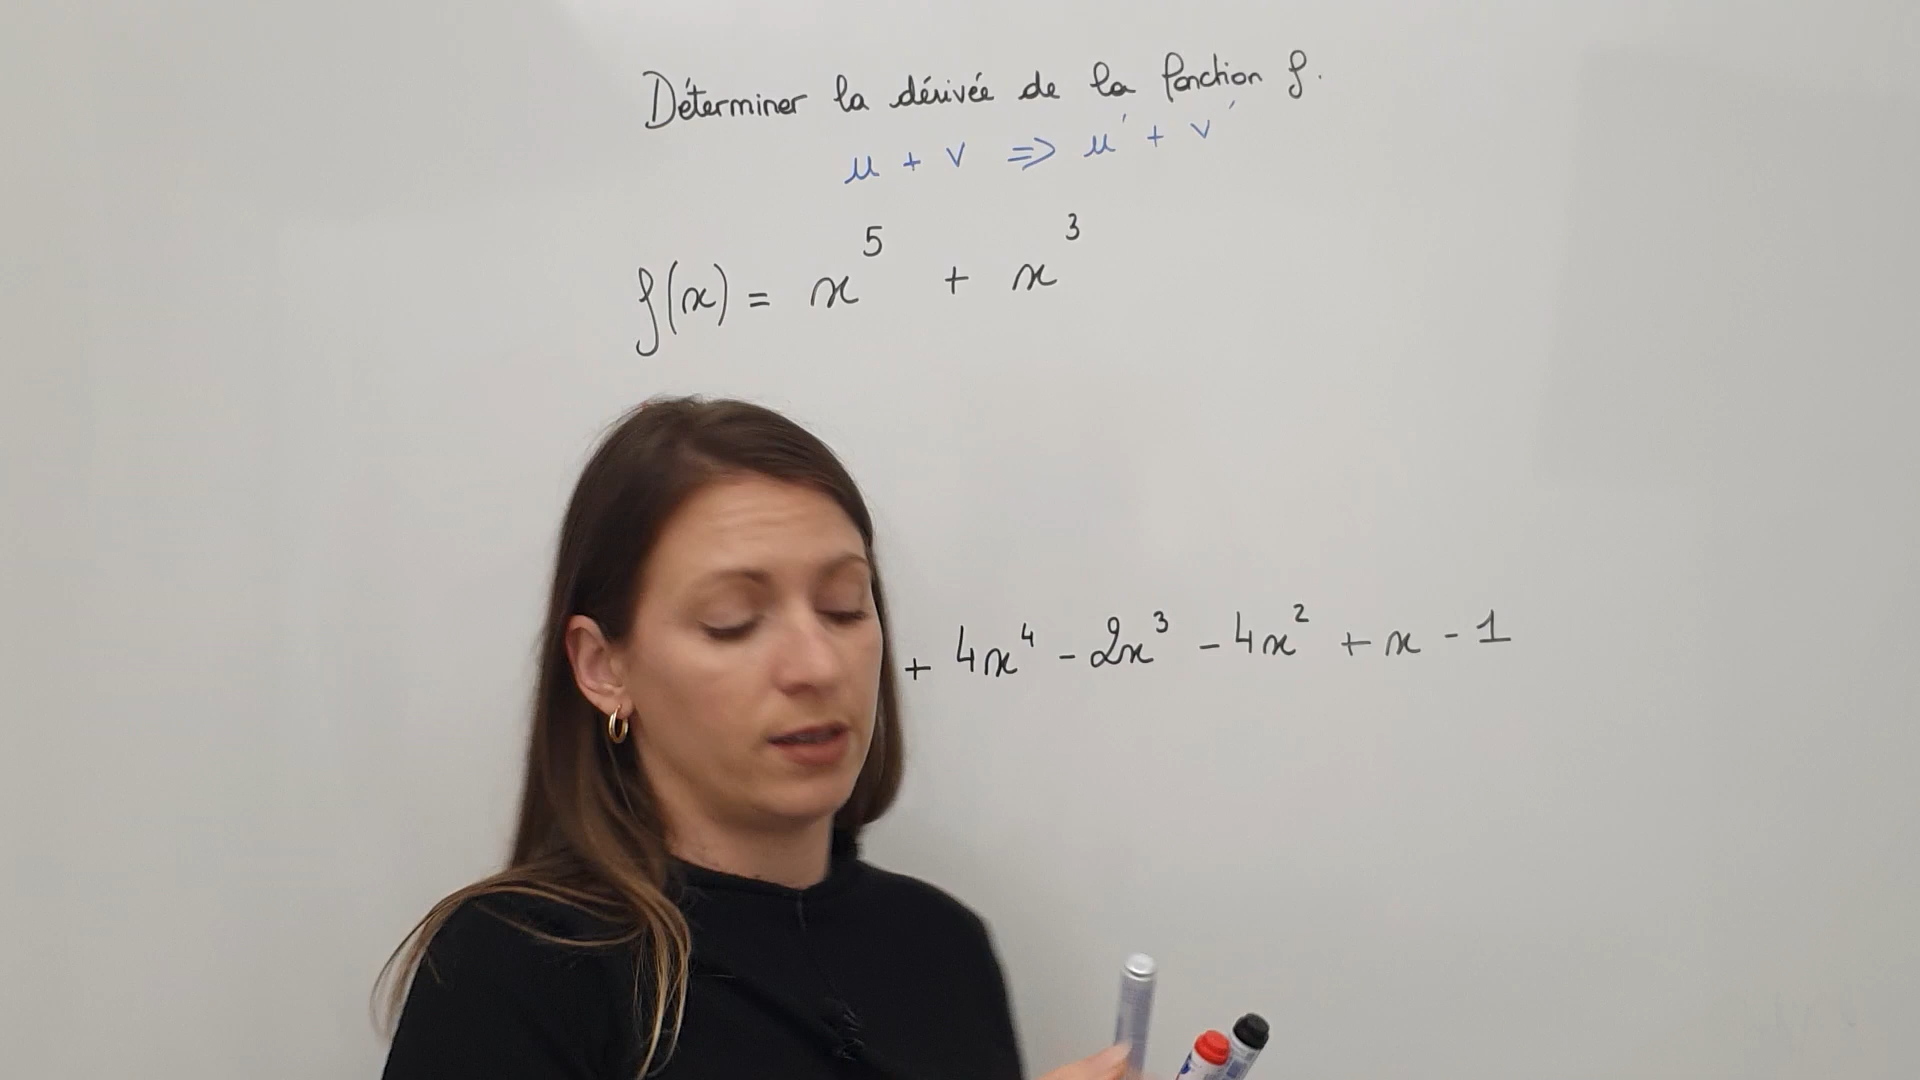 Déterminer la dérivée de la fonction f.
u + v => u' + v'
f(x) = x⁵ + x³
+ 4x⁴ - 2x³ - 4x² + x - 1